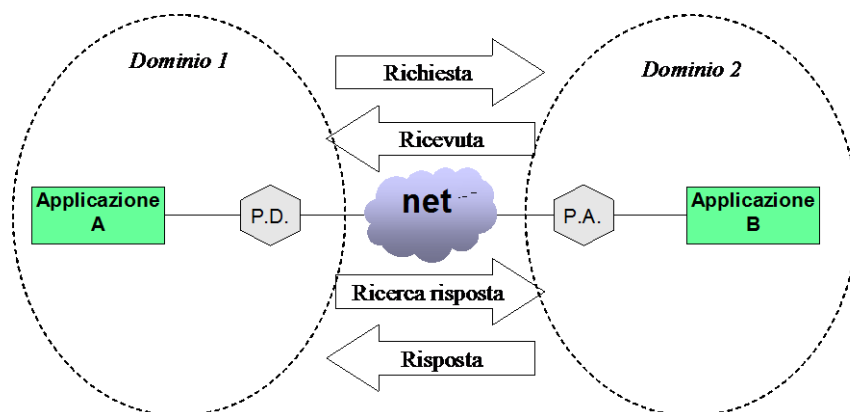 Dominio 1
Richiesta
Dominio 2
Ricevuta
Applicazione
A
P.D.
net
P.A.
Applicazione
B
Ricerca risposta
Risposta